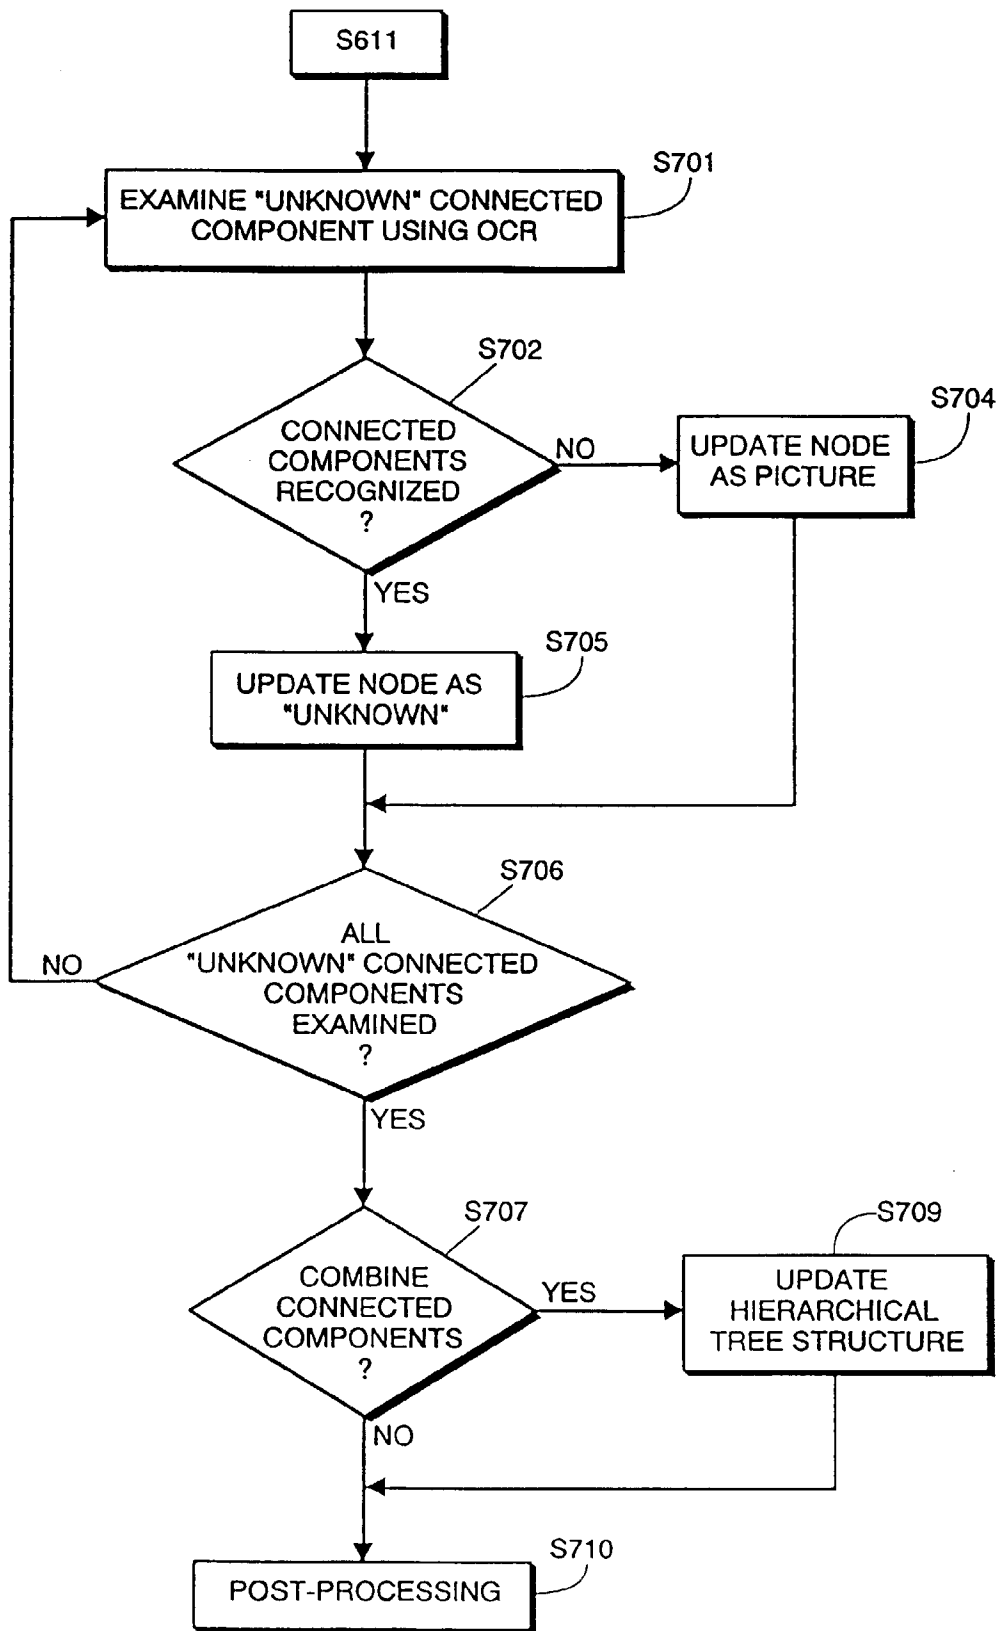 S611
S701
EXAMINE "UNKNOWN" CONNECTED
COMPONENT USING OCR
S702
CONNECTED
COMPONENTS
RECOGNIZED
?
NO
S704
UPDATE NODE
AS PICTURE
YES
S705
UPDATE NODE AS
"UNKNOWN"
S706
ALL
"UNKNOWN" CONNECTED
COMPONENTS
EXAMINED
?
NO
YES
S707
COMBINE
CONNECTED
COMPONENTS
?
YES
S709
UPDATE
HIERARCHICAL
TREE STRUCTURE
NO
S710
POST-PROCESSING